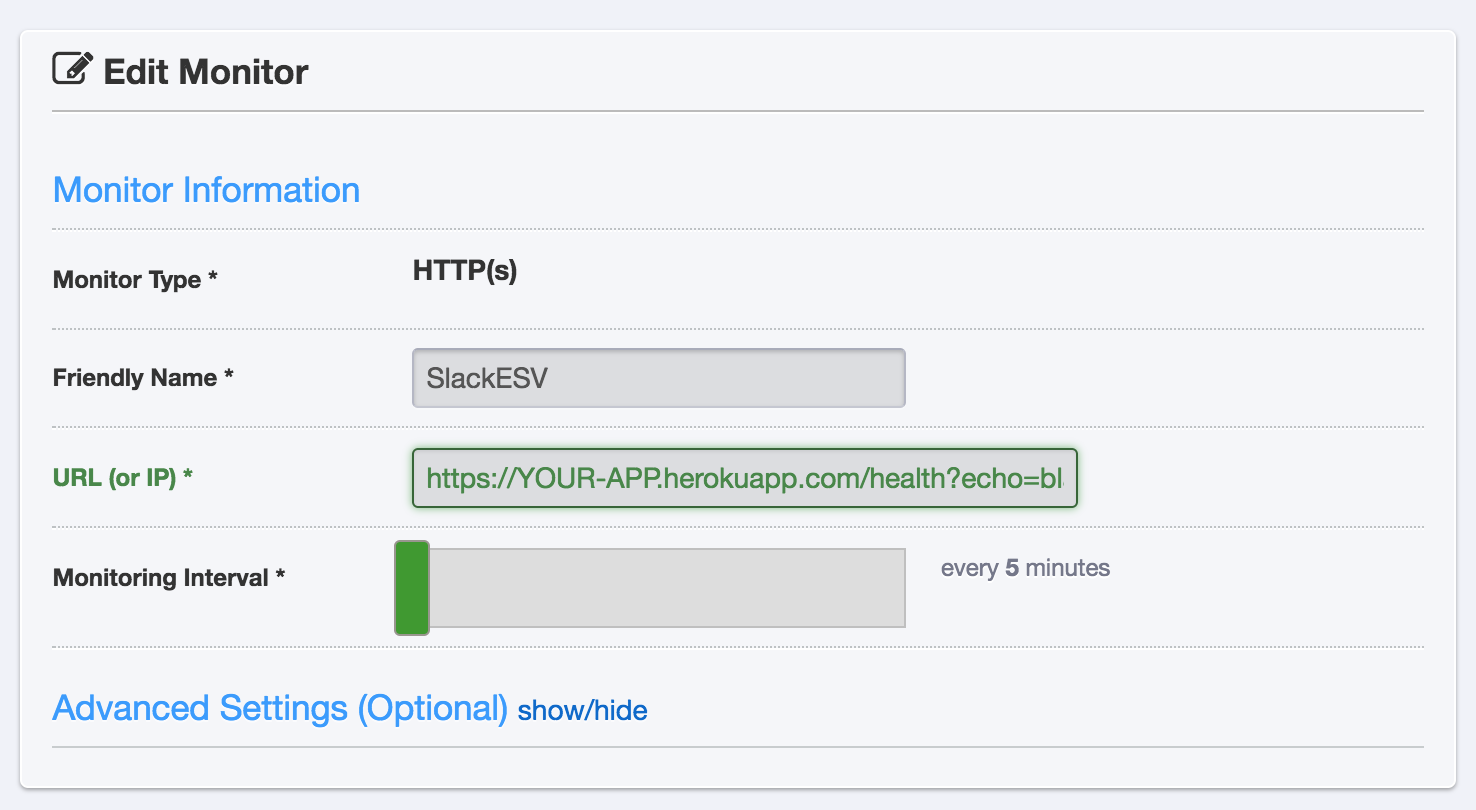 Edit Monitor
Monitor Information
Monitor Type *
HTTP(s)
Friendly Name *
SlackESV
URL (or IP) *
https://YOUR-APP.herokuapp.com/health?echo=bl
Monitoring Interval *
every 5 minutes
Advanced Settings (Optional) show/hide